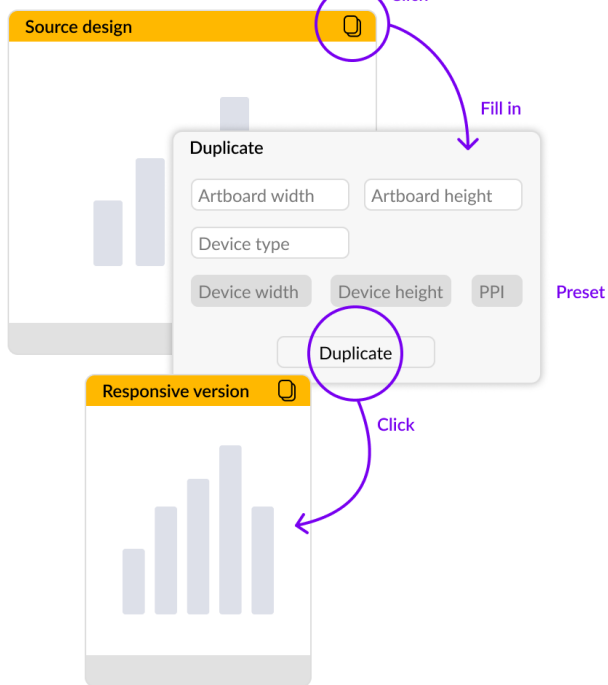 Click
Source design
Fill in
Duplicate
Artboard width
Artboard height
Device type
Device width
Device height
PPI
Preset
Duplicate
Responsive version
Click